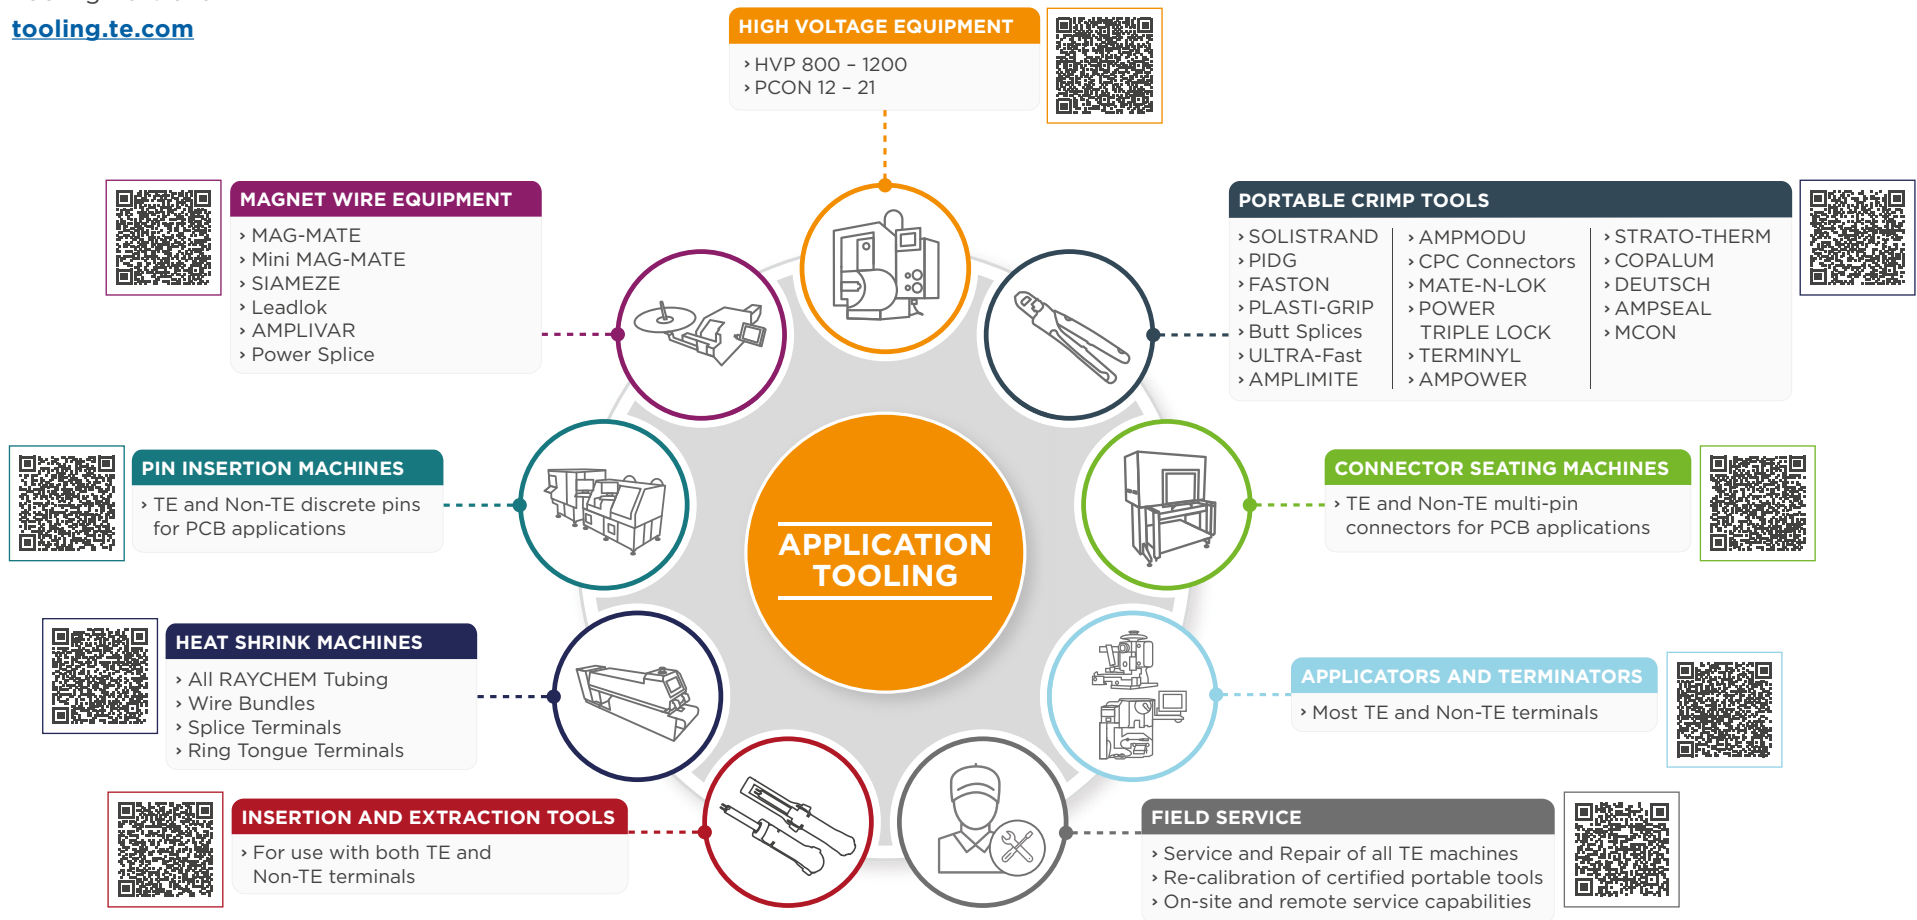 tooling.te.com
HIGH VOLTAGE EQUIPMENT
› HVP 800 – 1200
› PCON 12 – 21
MAGNET WIRE EQUIPMENT
› MAG-MATE
› Mini MAG-MATE
› SIAMEZE
› Leadlok
› AMPLIVAR
› Power Splice
PORTABLE CRIMP TOOLS
› SOLISTRAND
› PIDG
› FASTON
› PLASTI-GRIP
› Butt Splices
› ULTRA-Fast
› AMPLIMITE
› AMPMODU
› CPC Connectors
› MATE-N-LOK
› POWER
TRIPLE LOCK
› TERMINYL
› AMPOWER
› STRATO-THERM
› COPALUM
› DEUTSCH
› AMPSEAL
› MCON
PIN INSERTION MACHINES
› TE and Non-TE discrete pins
for PCB applications
CONNECTOR SEATING MACHINES
› TE and Non-TE multi-pin
connectors for PCB applications
APPLICATION
TOOLING
HEAT SHRINK MACHINES
› All RAYCHEM Tubing
› Wire Bundles
› Splice Terminals
› Ring Tongue Terminals
APPLICATORS AND TERMINATORS
› Most TE and Non-TE terminals
INSERTION AND EXTRACTION TOOLS
› For use with both TE and
Non-TE terminals
FIELD SERVICE
› Service and Repair of all TE machines
› Re-calibration of certified portable tools
› On-site and remote service capabilities